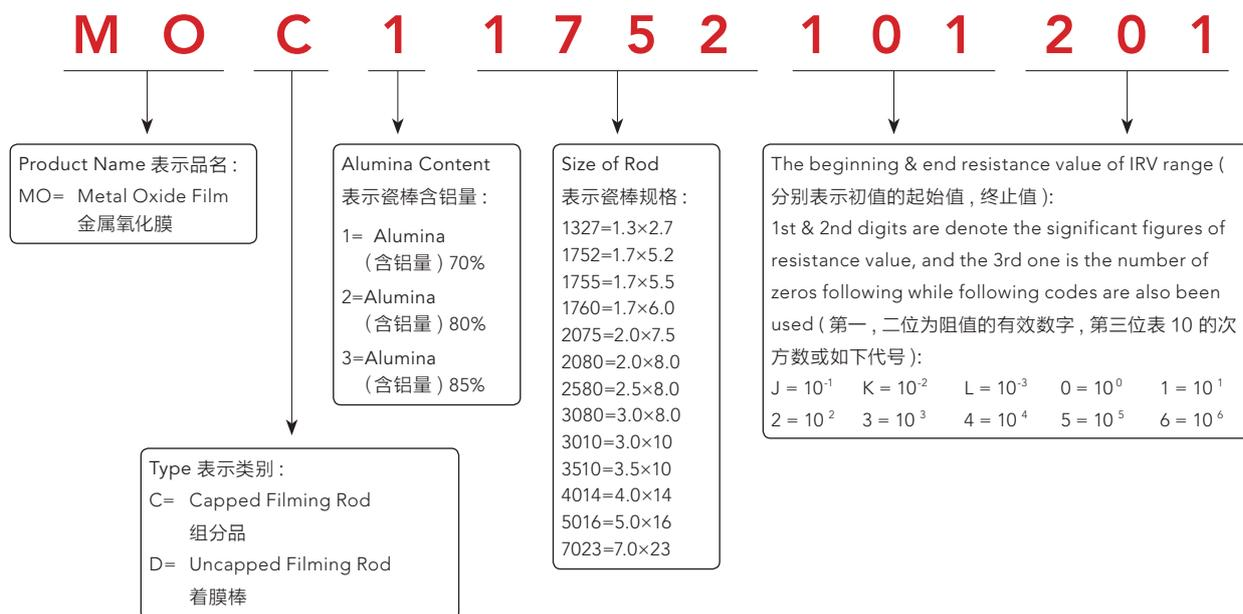 M O C 1 1 7 5 2 1 0 1 2 0 1
Product Name 表示品名 :
MO= Metal Oxide Film
金属氧化膜
Alumina Content
表示瓷棒含铝量 :
1= Alumina
(含铝量 ) 70%
2=Alumina
(含铝量 ) 80%
3=Alumina
(含铝量 ) 85%
Size of Rod
表示瓷棒规格 :
1327=1.3×2.7
1752=1.7×5.2
1755=1.7×5.5
1760=1.7×6.0
2075=2.0×7.5
2080=2.0×8.0
2580=2.5×8.0
3080=3.0×8.0
3010=3.0×10
3510=3.5×10
4014=4.0×14
5016=5.0×16
7023=7.0×23
The beginning & end resistance value of IRV range (
分别表示初值的起始值 , 终止值 ):
1st & 2nd digits are denote the significant figures of
resistance value, and the 3rd one is the number of
zeros following while following codes are also been
used ( 第一 , 二位为阻值的有效数字 , 第三位表 10 的次
方数或如下代号 ):
J = 10⁻¹ K = 10⁻² L = 10⁻³ 0 = 10⁰ 1 = 10¹
2 = 10² 3 = 10³ 4 = 10⁴ 5 = 10⁵ 6 = 10⁶
Type 表示类别 :
C= Capped Filming Rod
组分品
D= Uncapped Filming Rod
着膜棒